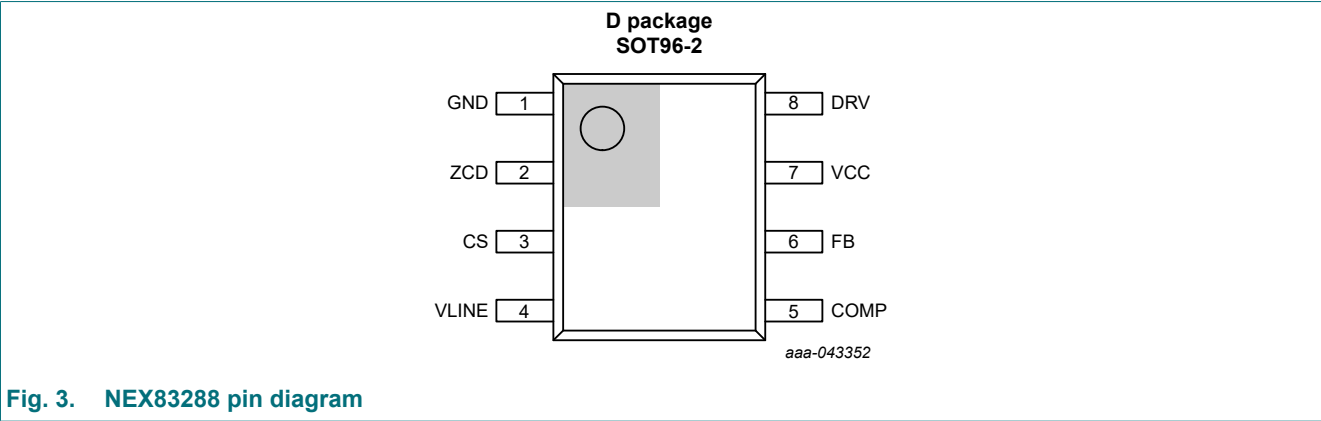 D package
SOT96-2
GND 1 8 DRV
ZCD 2 7 VCC
CS 3 6 FB
VLINE 4 5 COMP
aaa-043352
Fig. 3. NEX83288 pin diagram